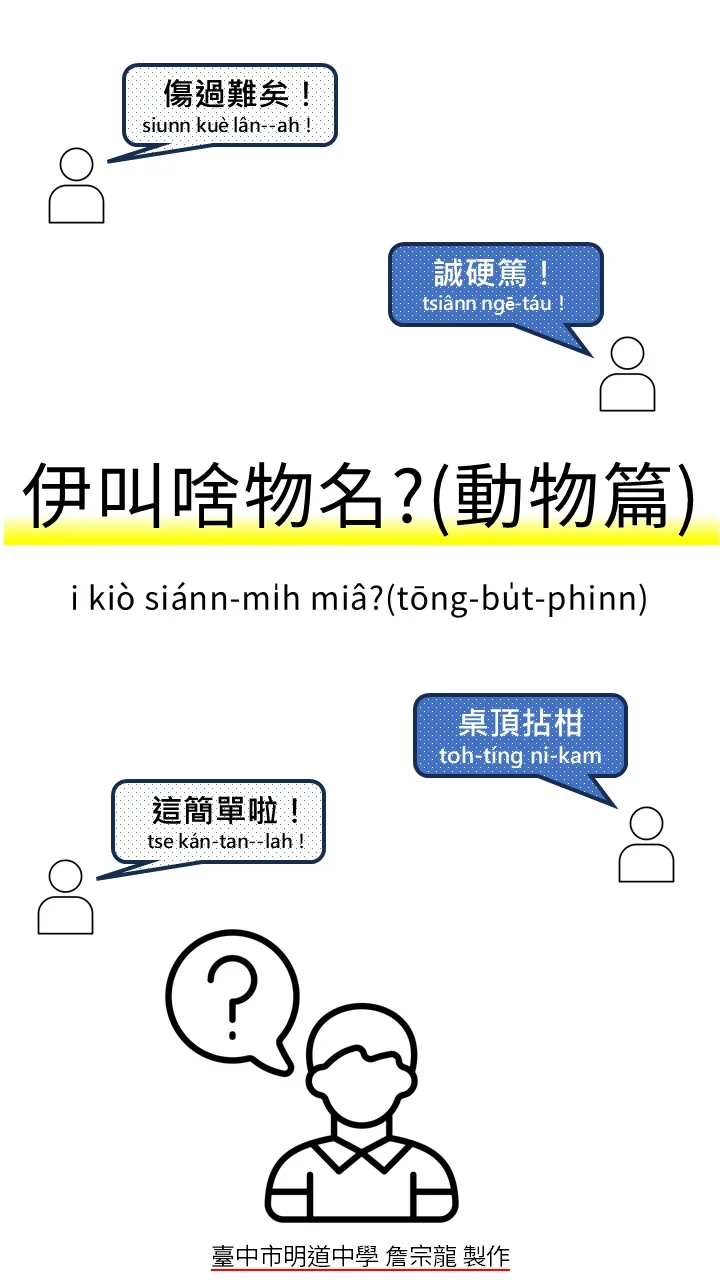 傷過難矣！
siunn kuè lân--ah！
誠硬篤！
tsiânn ngē-táu！
伊叫啥物名?(動物篇)
i kiò siánn-mi̍h miâ?(tōng-bu̍t-phinn)
桌頂拈柑
toh-tíng ni-kam
這簡單啦！
tse kán-tan--lah！
?
臺中市明道中學 詹宗龍 製作